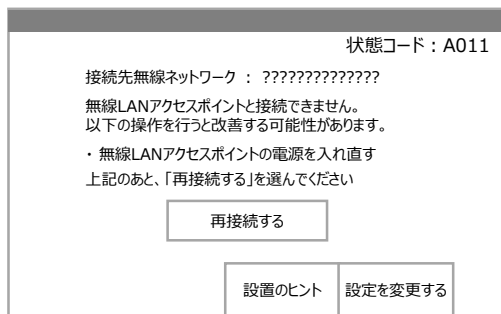 状態コード：A011
接続先無線ネットワーク ： ??????????????
無線LANアクセスポイントと接続できません。
以下の操作を行うと改善する可能性があります。
・無線LANアクセスポイントの電源を入れ直す
上記のあと、「再接続する」を選んでください
再接続する
設置のヒント 設定を変更する